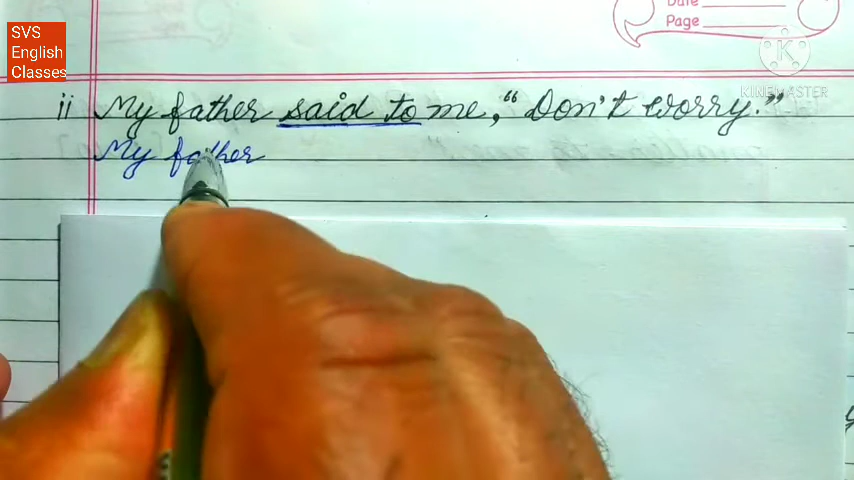 SVS
English
Classes
Date
Page
KINEMASTER
ii My father said to me, “Don't worry.”
My father